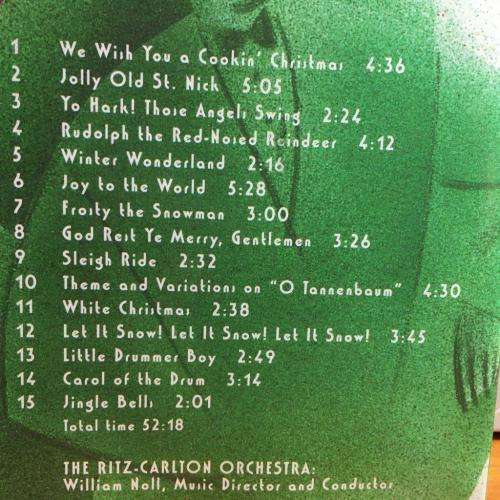 1 We Wish You a Cookin' Christmas 4:36
2 Jolly Old St. Nick 5:05
3 Yo Hark! Those Angels Swing 2:24
4 Rudolph the Red-Nosed Reindeer 4:12
5 Winter Wonderland 2:16
6 Joy to the World 5:28
7 Frosty the Snowman 3:00
8 God Rest Ye Merry, Gentlemen 3:26
9 Sleigh Ride 2:32
10 Theme and Variations on "O Tannenbaum" 4:30
11 White Christmas 2:38
12 Let It Snow! Let It Snow! Let It Snow! 3:45
13 Little Drummer Boy 2:49
14 Carol of the Drum 3:14
15 Jingle Bells 2:01
Total time 52:18
THE RITZ-CARLTON ORCHESTRA:
William Noll, Music Director and Conductor